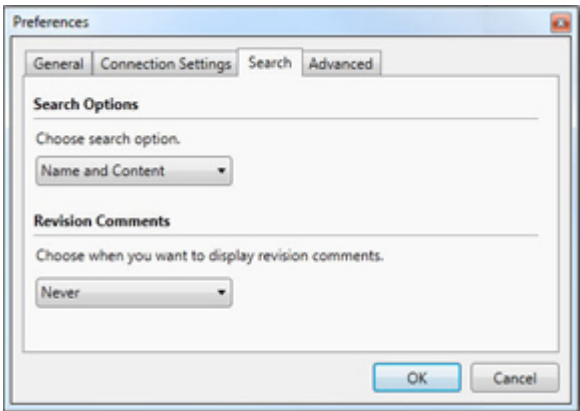 Preferences
General Connection Settings Search Advanced
Search Options
Choose search option.
Name and Content
Revision Comments
Choose when you want to display revision comments.
Never
OK Cancel